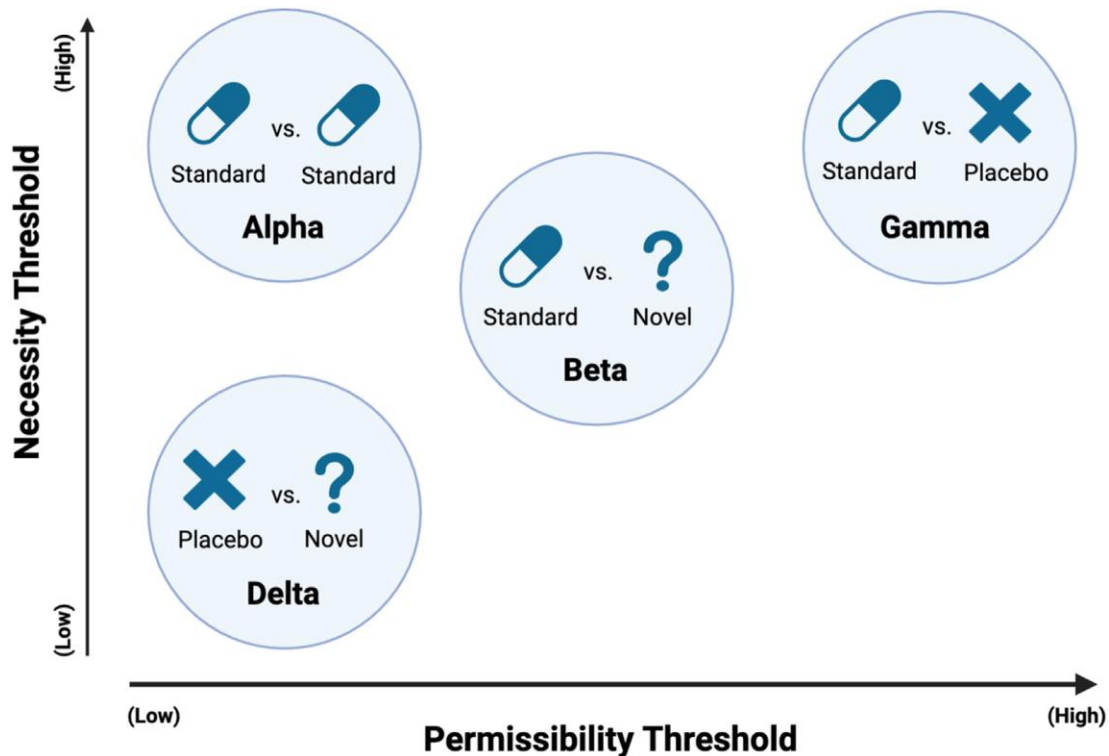 Necessity Threshold
(High)
(Low)
vs.
Standard Standard
Alpha
vs.
Standard Placebo
Gamma
vs.
Standard Novel
Beta
vs.
Placebo Novel
Delta
(Low)
(High)
Permissibility Threshold